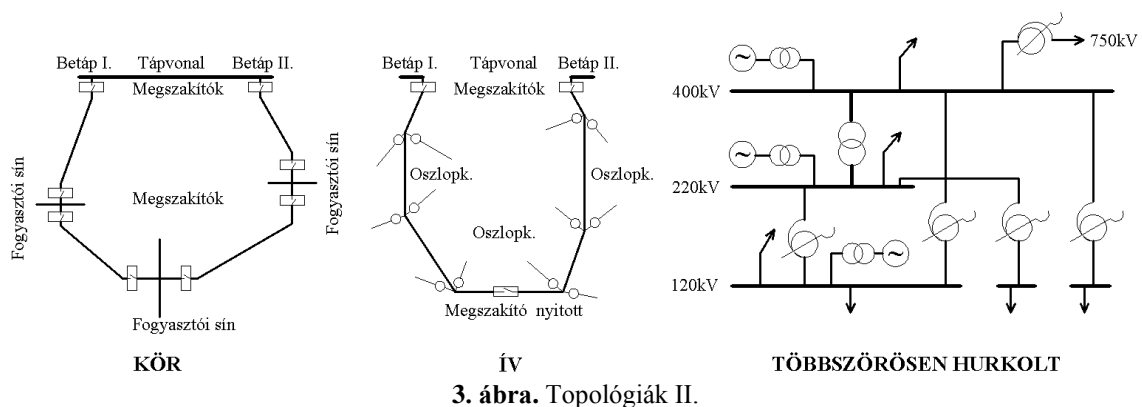 Betáp I. Tápvonal Betáp II.
Megszakítók
Fogyasztói sín
Megszakítók
Fogyasztói sín
Fogyasztói sín
KÖR
Betáp I. Tápvonal Betáp II.
Megszakítók
Oszlopk.
Oszlopk.
Oszlopk.
Megszakító nyitott
ÍV
750kV
400kV
220kV
120kV
~
~
~
TÖBBSZÖRÖSEN HURKOLT
3. ábra. Topológiák II.